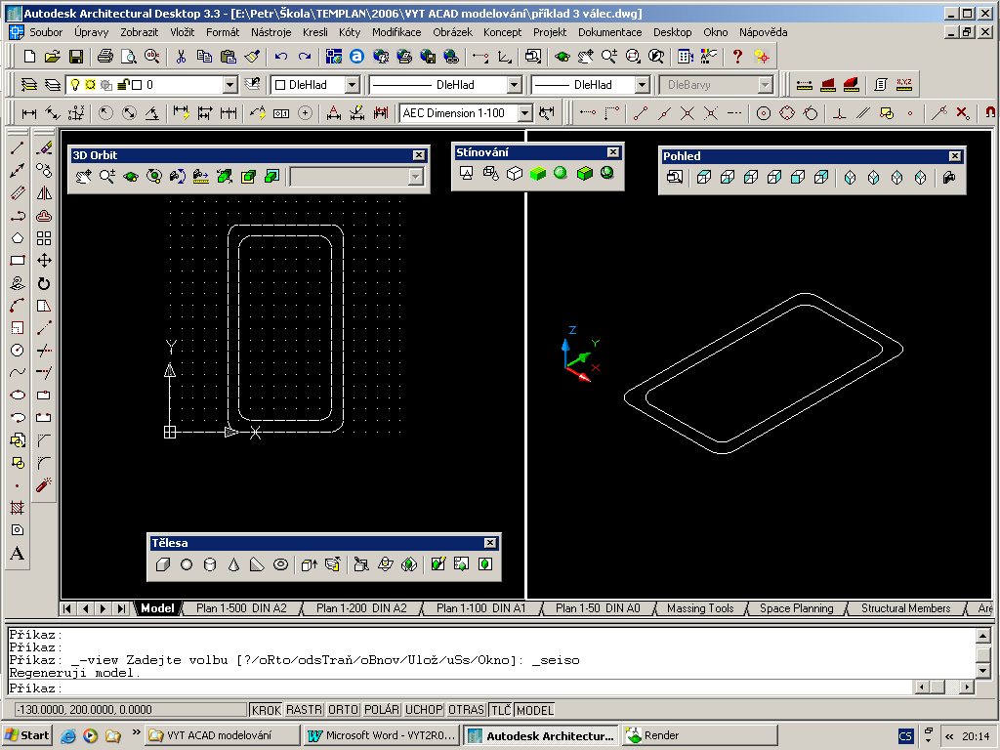 Autodesk Architectural Desktop 3.3 - [E:\Petr\Škola\TEMPLAN\2006\VYT ACAD modelování\příklad 3 válec.dwg]
Soubor Úpravy Zobrazit Vložit Formát Nástroje Kresli Kóty Modifikace Obrázek Koncept Projekt Dokumentace Desktop Okno Nápověda
0 DleHlad DleHlad DleHlad DleBarvy
AEC Dimension 1-100
3D Orbit
Stínování
Pohled
Y
X
Z
Y
X
Tělesa
A
Model Plan 1-500 DIN A2 Plan 1-200 DIN A2 Plan 1-100 DIN A1 Plan 1-50 DIN A0 Massing Tools Space Planning Structural Members Are
Příkaz:
Příkaz:
Příkaz: _-view Zadejte volbu [?/oRto/odsTraň/oBnov/Ulož/uSs/Okno]: _seiso
Regeneruji model.
Příkaz:
-130.0000, 200.0000, 0.0000 KROK RASTR ORTO POLÁR UCHOP OTRAS TLČ MODEL
Start VYT ACAD modelování Microsoft Word - VYT2R0... Autodesk Architectur... Render CS 20:14